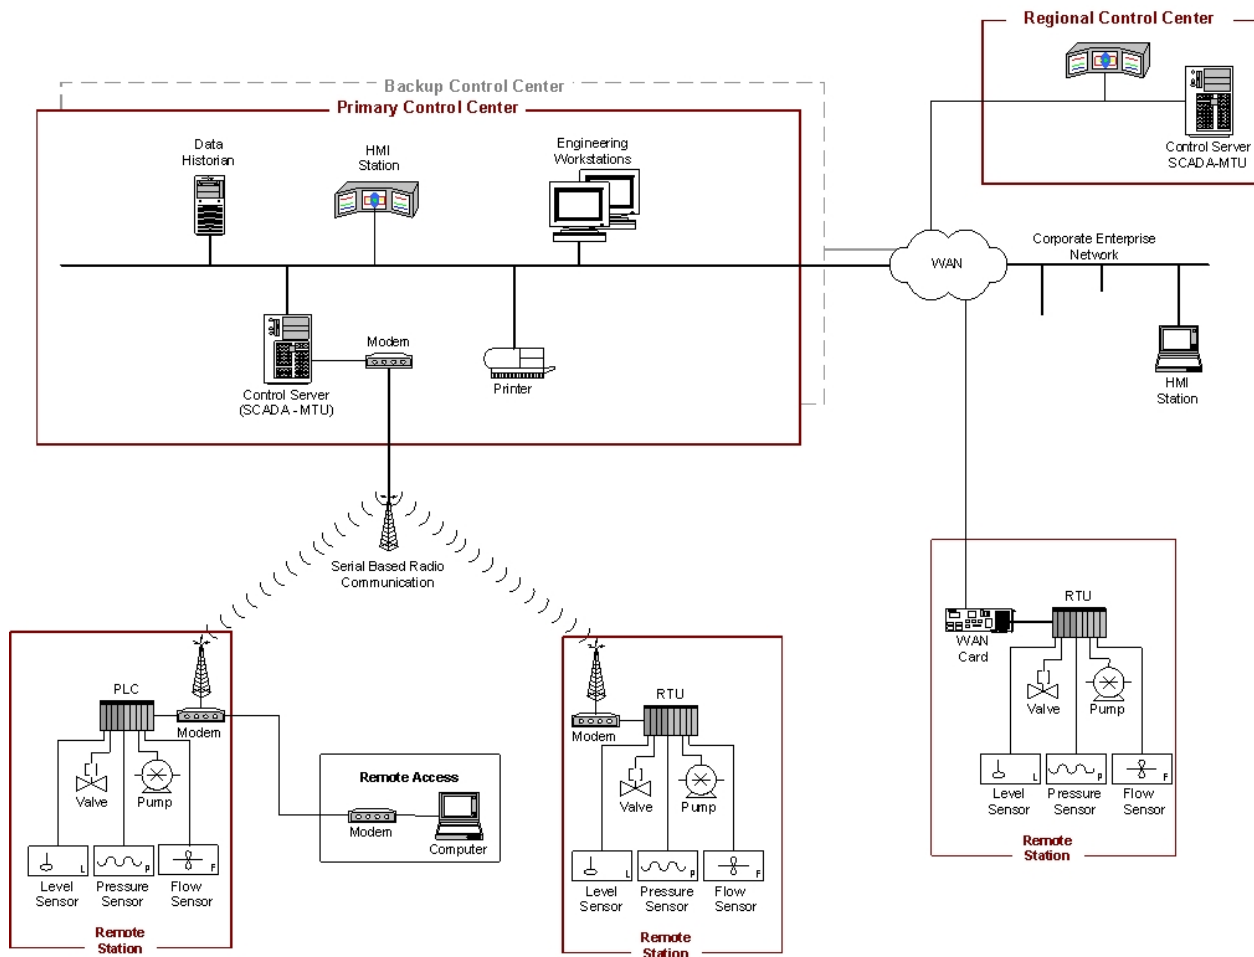 Regional Control Center
Control Server
SCADA-MTU
Backup Control Center
Primary Control Center
Data
Historian
HMI
Station
Engineering
Workstations
Control Server
(SCADA - MTU)
Modem
Printer
WAN
Corporate Enterprise
Network
HMI
Station
Serial Based Radio
Communication
PLC
Modem
Valve
Pump
L
P
F
Level
Sensor
Pressure
Sensor
Flow
Sensor
Remote
Station
Remote Access
Modem
Computer
RTU
Modem
Valve
Pump
L
P
F
Level
Sensor
Pressure
Sensor
Flow
Sensor
Remote
Station
RTU
WAN
Card
Valve
Pump
L
P
F
Level
Sensor
Pressure
Sensor
Flow
Sensor
Remote
Station